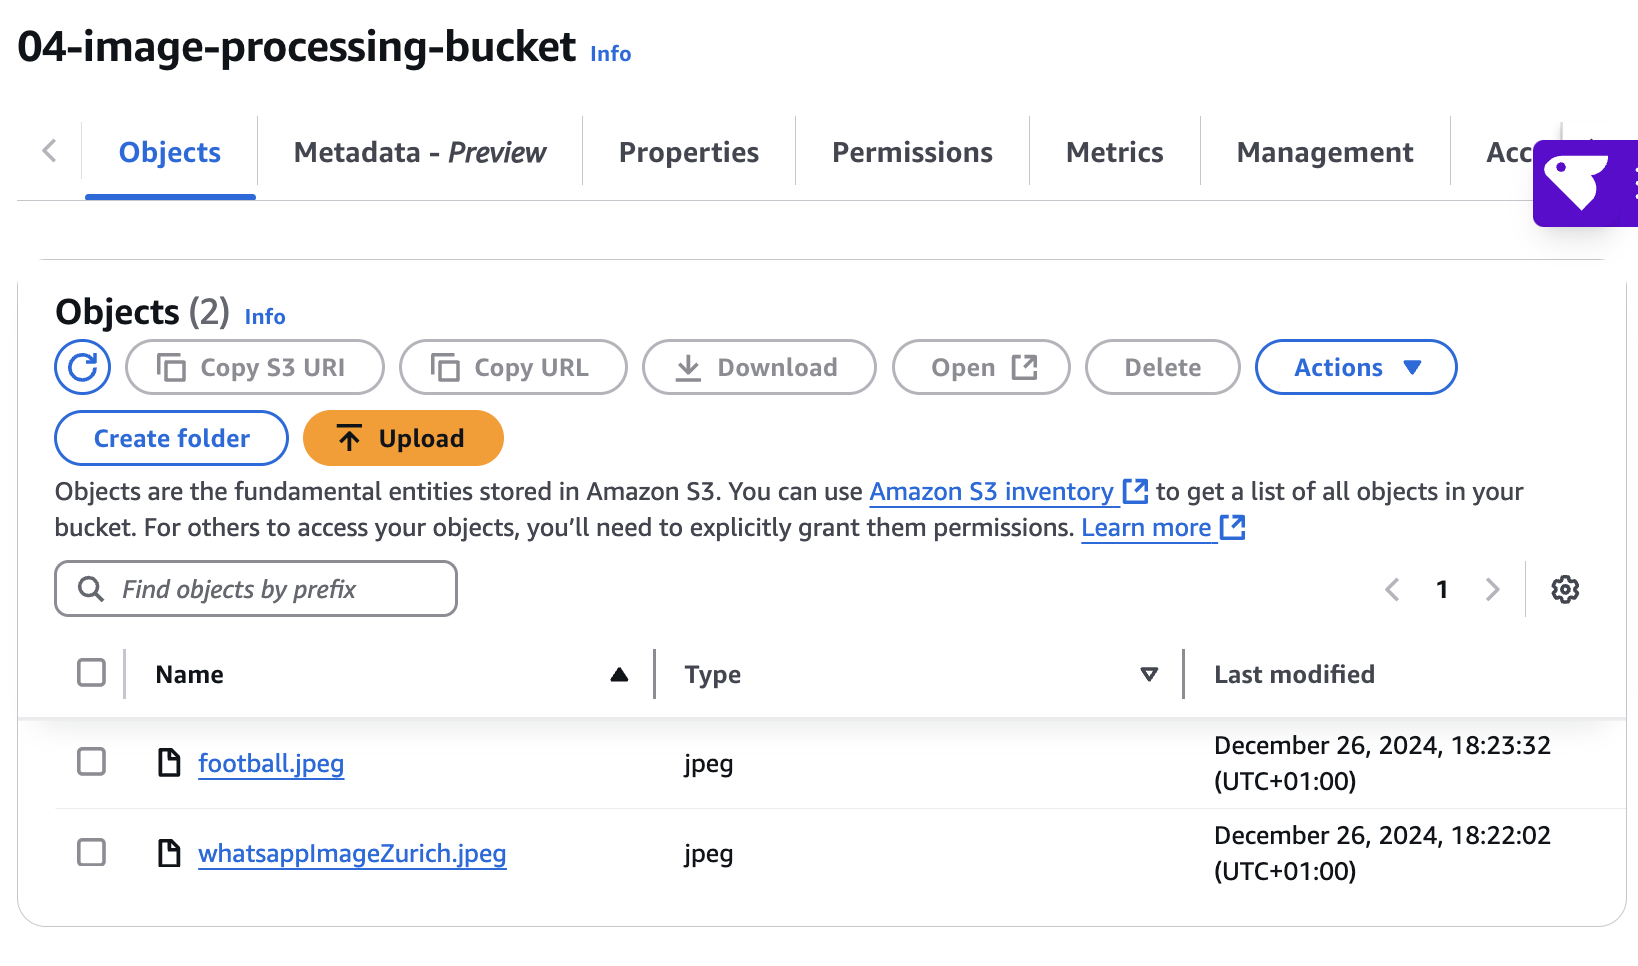 04-image-processing-bucket Info
Objects Metadata - Preview Properties Permissions Metrics Management Acc
Objects (2) Info
Copy S3 URI Copy URL Download Open Delete Actions
Create folder Upload
Objects are the fundamental entities stored in Amazon S3. You can use Amazon S3 inventory to get a list of all objects in your
bucket. For others to access your objects, you’ll need to explicitly grant them permissions. Learn more
Find objects by prefix 1
Name Type Last modified
football.jpeg jpeg December 26, 2024, 18:23:32
(UTC+01:00)
whatsappImageZurich.jpeg jpeg December 26, 2024, 18:22:02
(UTC+01:00)